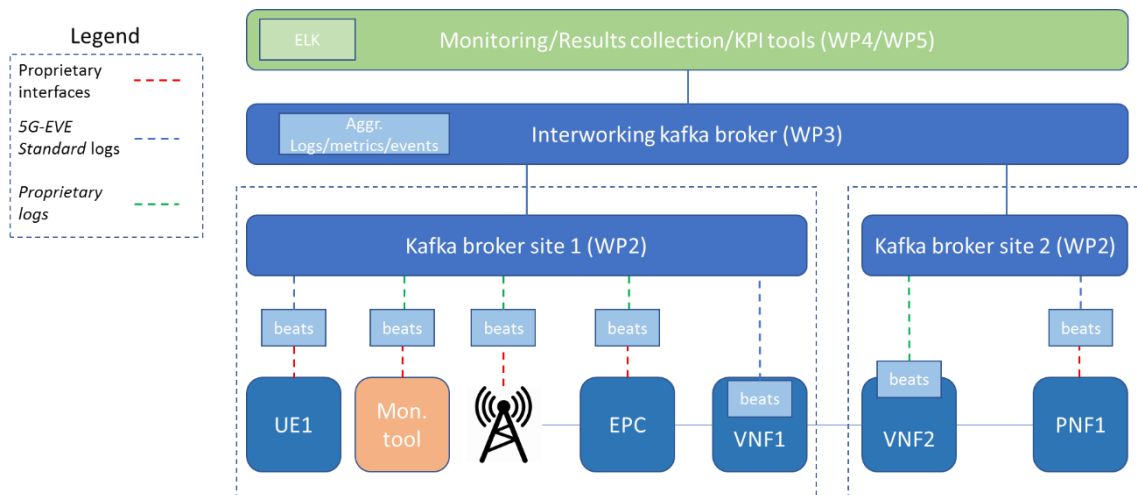 Legend
Proprietary
interfaces
5G-EVE
Standard logs
Proprietary
logs
ELK
Monitoring/Results collection/KPI tools (WP4/WP5)
Aggr.
Logs/metrics/events
Interworking kafka broker (WP3)
Kafka broker site 1 (WP2)
Kafka broker site 2 (WP2)
beats
beats
beats
beats
beats
beats
beats
UE1
Mon.
tool
EPC
VNF1
VNF2
PNF1